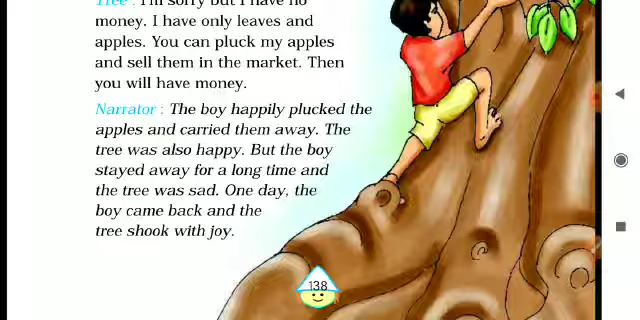 Tree : I'm sorry but I have no
money. I have only leaves and
apples. You can pluck my apples
and sell them in the market. Then
you will have money.
Narrator : The boy happily plucked the
apples and carried them away. The
tree was also happy. But the boy
stayed away for a long time and
the tree was sad. One day, the
boy came back and the
tree shook with joy.
138